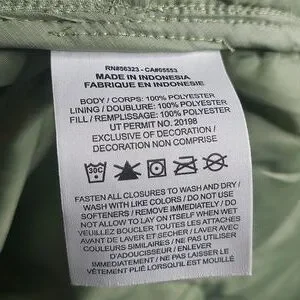 RN#56323 - CA#05553
MADE IN INDONESIA
FABRIQUE EN INDONESIE
BODY / CORPS: 100% POLYESTER
LINING / DOUBLURE: 100% POLYESTER
FILL / REMPLISSAGE: 100% POLYESTER
UT PERMIT NO. 20198
EXCLUSIVE OF DECORATION /
DECORATION NON COMPRISE
30C
FASTEN ALL CLOSURES TO WASH AND DRY /
WASH WITH LIKE COLORS / DO NOT USE
SOFTENERS / REMOVE IMMEDIATELY / DO
NOT ALLOW TO LAY ON ITSELF WHEN WET
VEUILLEZ BOUCLER TOUTES LES ATTACHES
AVANT DE LAVER ET SÉCHER / LAVER AVEC
COULEURS SIMILAIRES / NE PAS UTILISER
D'ADOUCISSEUR / ENLEVER
IMMÉDIATEMENT / NE PAS LAISSER LE
VÊTEMENT PLIÉ LORSQU'IL EST HUMIDE